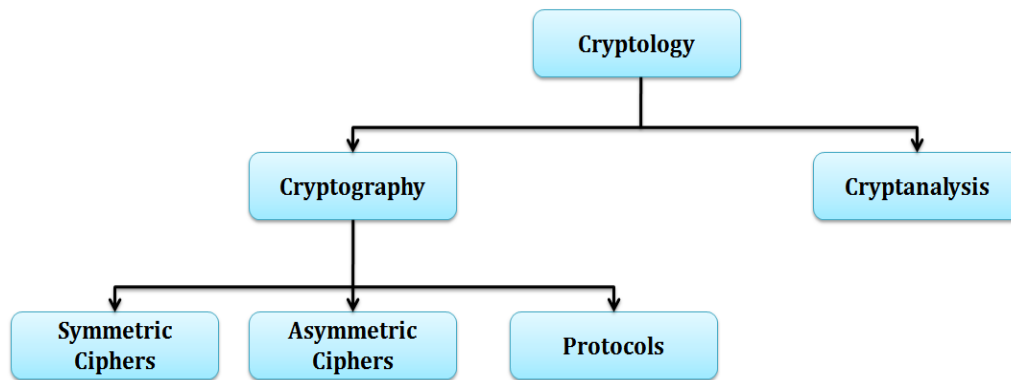 Cryptology
Cryptography
Cryptanalysis
Symmetric
Ciphers
Asymmetric
Ciphers
Protocols